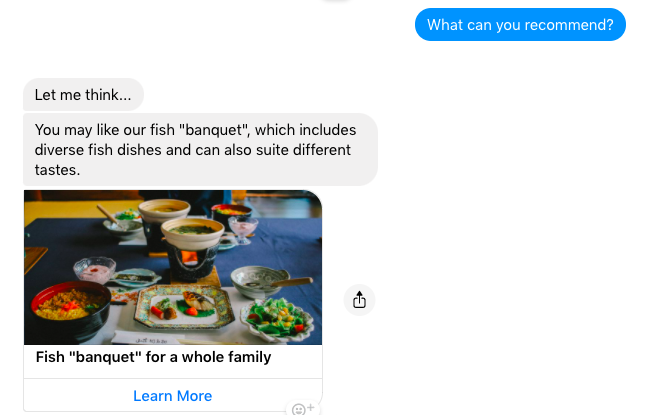 What can you recommend?
Let me think...
You may like our fish "banquet", which includes
diverse fish dishes and can also suite different
tastes.
Fish "banquet" for a whole family
Learn More